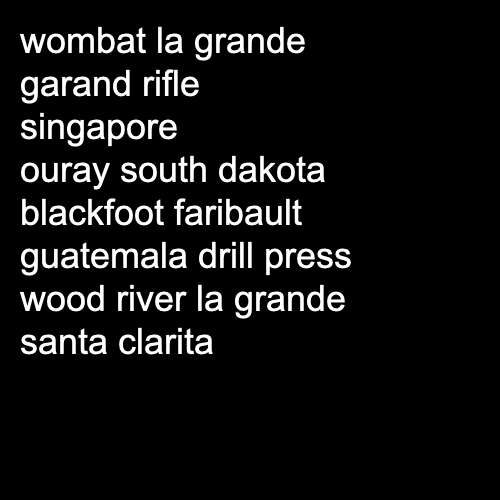 wombat la grande
garand rifle
singapore
ouray south dakota
blackfoot faribault
guatemala drill press
wood river la grande
santa clarita